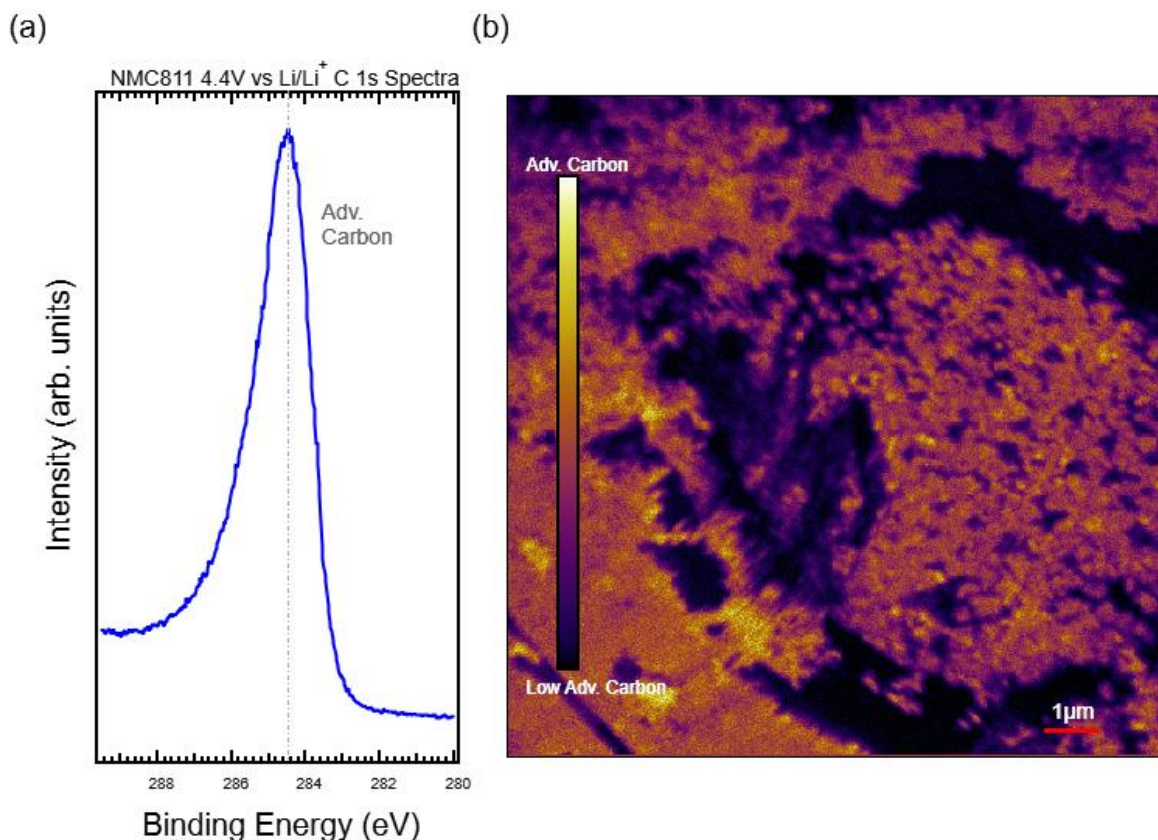 (a)
NMC811 4.4V vs Li/Li⁺ C 1s Spectra
Adv.
Carbon
Intensity (arb. units)
288 286 284 282 280
Binding Energy (eV)
(b)
Adv. Carbon
Low Adv. Carbon
1µm